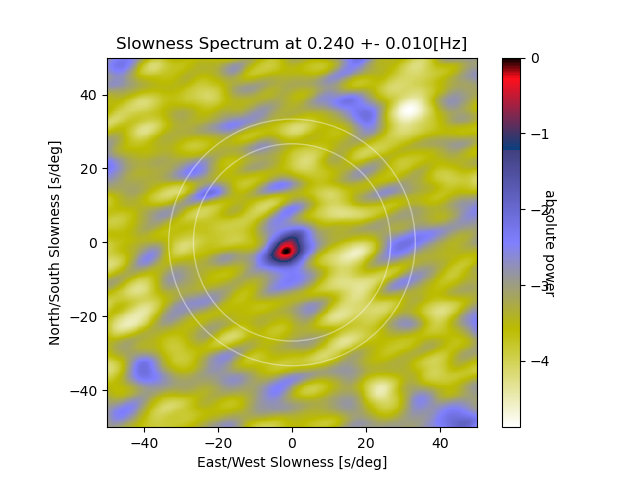 Slowness Spectrum at 0.240 +- 0.010[Hz]
40
20
0
−20
−40
North/South Slowness [s/deg]
−40 −20 0 20 40
East/West Slowness [s/deg]
0
−1
−2
−3
−4
absolute power